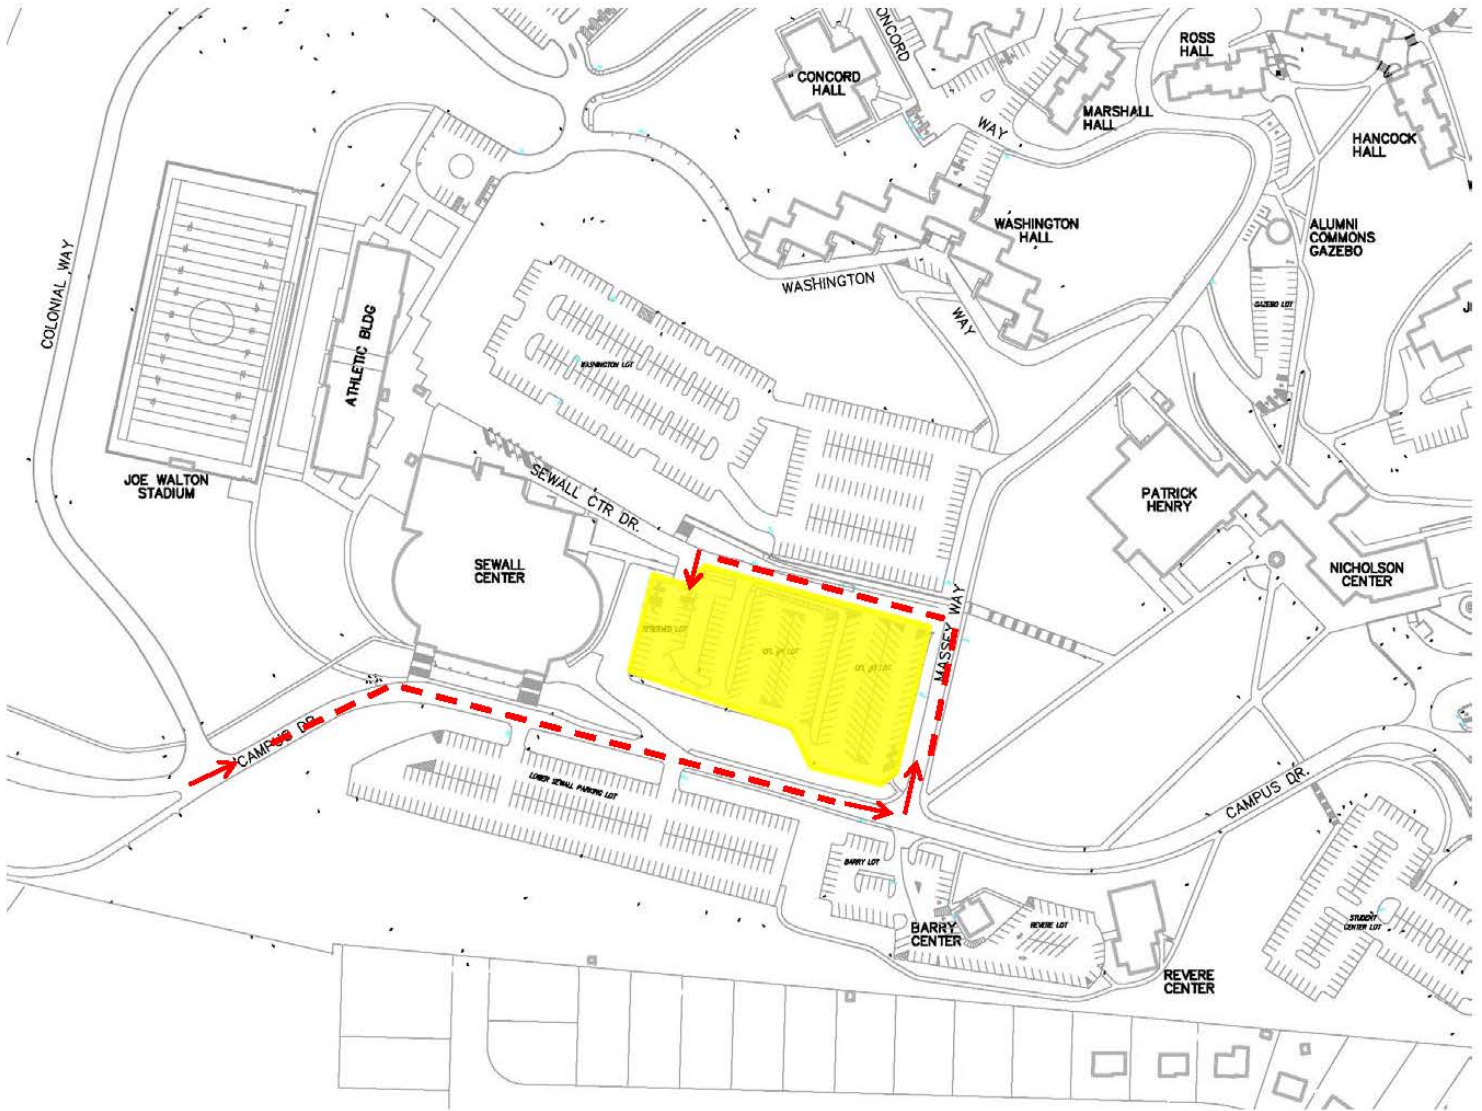 CONCORD
ROSS
HALL
CONCORD
HALL
MARSHALL
HALL
WAY
HANCOCK
HALL
WASHINGTON
HALL
ALUMNI
COMMONS
GAZEBO
COLONIAL WAY
WASHINGTON
WAY
GAZEBO LOT
ATHLETIC BLDG
WASHINGTON LOT
JOE WALTON
STADIUM
SEWALL CTR DR.
PATRICK
HENRY
SEWALL
CENTER
NICHOLSON
CENTER
MASSEY WAY
RESERVED LOT
CAMPUS DR.
LOWER SEWALL PARKING LOT
CAMPUS DR.
BARRY LOT
BARRY
CENTER
REVERE LOT
STUDENT
CENTER LOT
REVERE
CENTER